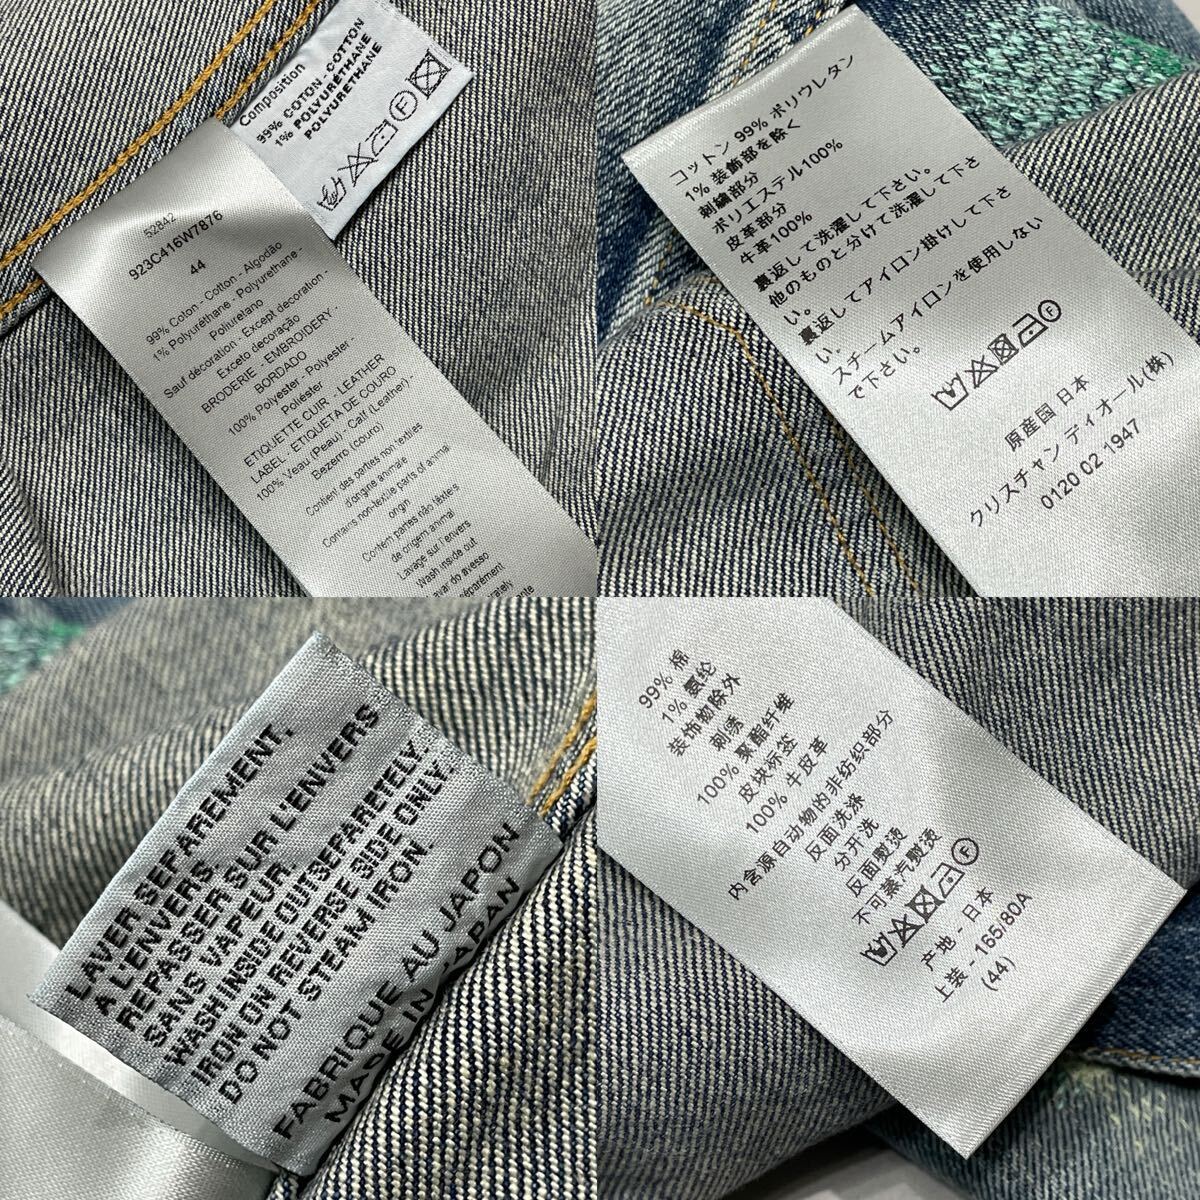 Composition
99% COTON - COTTON
1% POLYURÉTHANE
POLYURETHANE
F
52842
923C416W7876
44
99% Coton - Cotton - Algodão
1% Polyuréthane - Polyurethane -
Poliuretano
Sauf décoration - Except decoration -
Exceto decoração
BRODERIE - EMBROIDERY -
BORDADO
100% Polyester - Polyester -
Poliéster
ETIQUETTE CUIR - LEATHER
LABEL - ETIQUETA DE COURO
100% Veau (Peau) - Calf (Leather) -
Bezerro (couro)
Contient des parties non textiles
d'origine animale
Contains non-textile parts of animal
origin
Contém partes não têxteis
de origem animal
Lavage sur l'envers
Wash inside out
コットン 99% ポリウレタン
1% 装飾部を除く
刺繍部分
ポリエステル100%
皮革部分
牛革100%
裏返して洗濯して下さい。
他のものと分けて洗濯して下さ
い。
裏返してアイロン掛けして下さ
い。
スチームアイロンを使用しない
で下さい。
F
原産国 日本
クリスチャン ディオール(株)
0120 02 1947
LAVER SEPAREMENT,
A L'ENVERS.
REPASSER SUR L'ENVERS
SANS VAPEUR.
WASH INSIDE OUT SEPARETELY.
IRON ON REVERSE SIDE ONLY.
DO NOT STEAM IRON
FABRIQUE AU JAPON
MADE IN JAPAN
99% 棉
1% 氨纶
装饰物除外
刺绣
100% 聚酯纤维
皮块标签
100% 牛皮革
内含源自动物的非纺织部分
反面洗涤
分开洗
反面熨烫
不可蒸汽熨烫
F
产地 - 日本
上装 - 165/80A
(44)